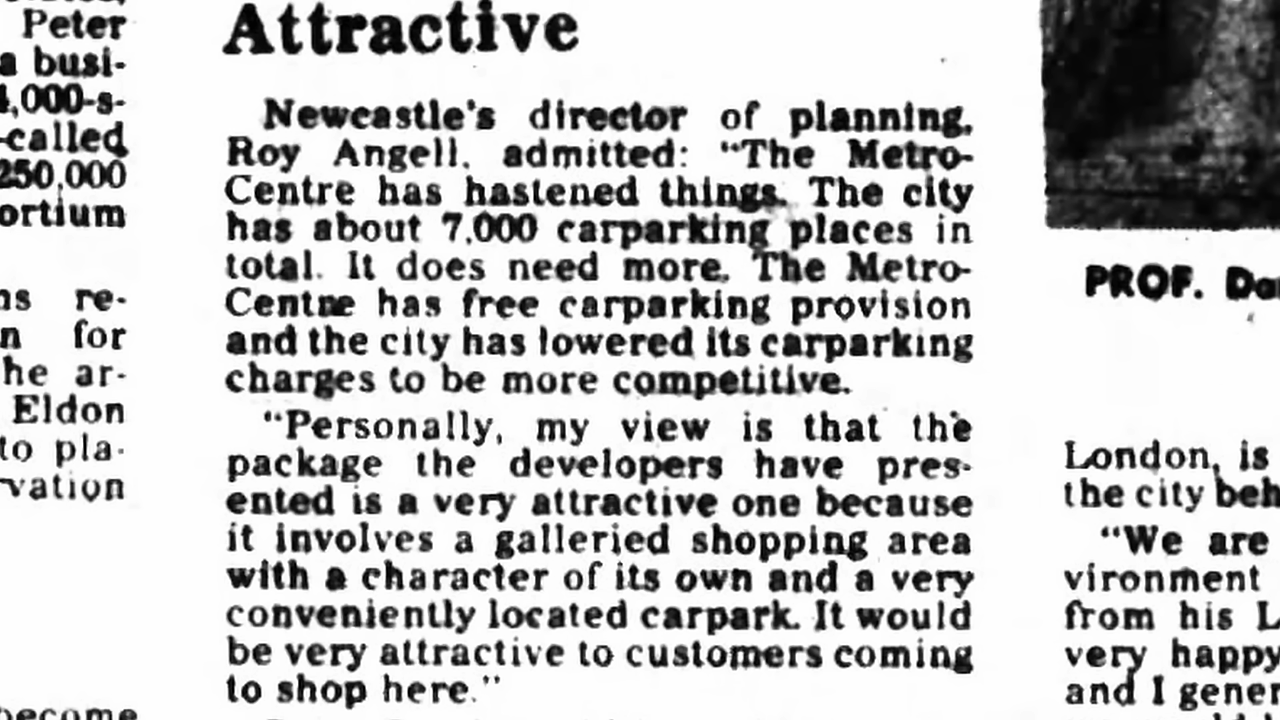 Peter
a busi-
,000-s-
-called
250,000
ortium
ns re-
n for
he ar-
Eldon
to pla-
vation
become
Attractive
Newcastle's director of planning,
Roy Angell, admitted: "The Metro-
Centre has hastened things. The city
has about 7,000 carparking places in
total. It does need more. The Metro-
Centre has free carparking provision
and the city has lowered its carparking
charges to be more competitive.
"Personally, my view is that the
package the developers have pres-
ented is a very attractive one because
it involves a galleried shopping area
with a character of its own and a very
conveniently located carpark. It would
be very attractive to customers coming
to shop here."
PROF. Da
London, is
the city beh
"We are
vironment
from his L
very happy
and I gener